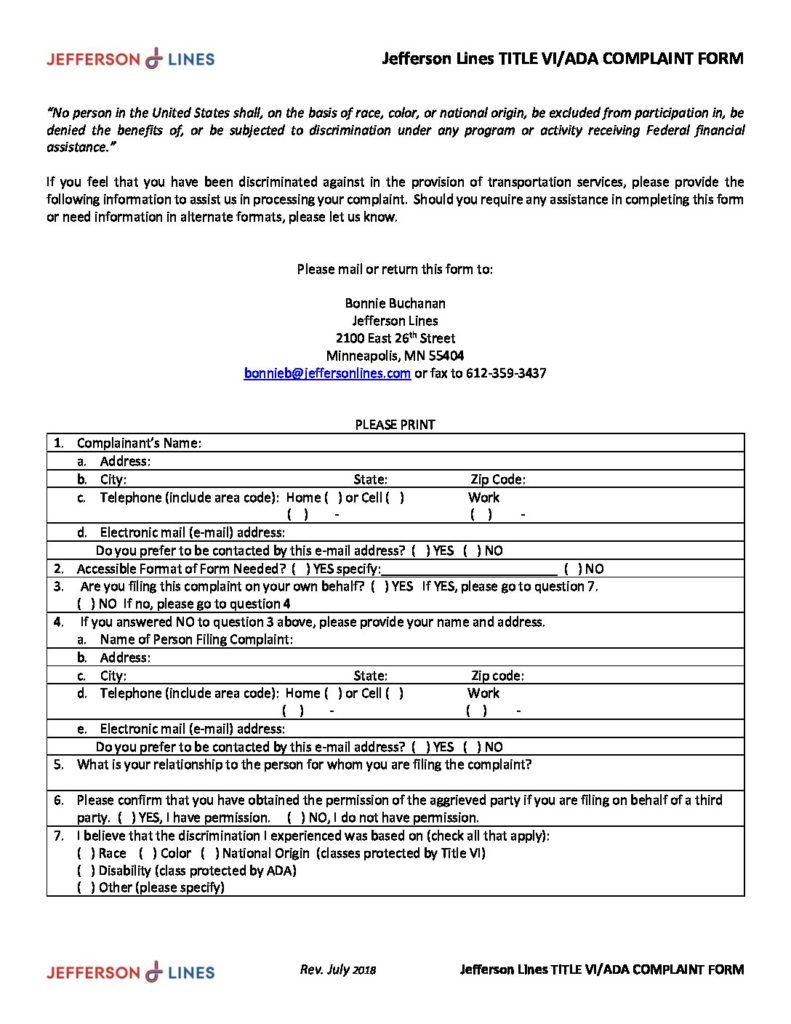 JEFFERSON LINES
Jefferson Lines TITLE VI/ADA COMPLAINT FORM
“No person in the United States shall, on the basis of race, color, or national origin, be excluded from participation in, be
denied the benefits of, or be subjected to discrimination under any program or activity receiving Federal financial
assistance.”
If you feel that you have been discriminated against in the provision of transportation services, please provide the
following information to assist us in processing your complaint. Should you require any assistance in completing this form
or need information in alternate formats, please let us know.
Please mail or return this form to:
Bonnie Buchanan
Jefferson Lines
2100 East 26th Street
Minneapolis, MN 55404
bonnieb@jeffersonlines.com or fax to 612-359-3437
PLEASE PRINT
1. Complainant’s Name:
a. Address:
b. City: State: Zip Code:
c. Telephone (include area code): Home ( ) or Cell ( ) Work
( ) - ( ) -
d. Electronic mail (e-mail) address:
Do you prefer to be contacted by this e-mail address? ( ) YES ( ) NO
2. Accessible Format of Form Needed? ( ) YES specify:__________________________ ( ) NO
3. Are you filing this complaint on your own behalf? ( ) YES If YES, please go to question 7.
( ) NO If no, please go to question 4
4. If you answered NO to question 3 above, please provide your name and address.
a. Name of Person Filing Complaint:
b. Address:
c. City: State: Zip code:
d. Telephone (include area code): Home ( ) or Cell ( ) Work
( ) - ( ) -
e. Electronic mail (e-mail) address:
Do you prefer to be contacted by this e-mail address? ( ) YES ( ) NO
5. What is your relationship to the person for whom you are filing the complaint?
6. Please confirm that you have obtained the permission of the aggrieved party if you are filing on behalf of a third
party. ( ) YES, I have permission. ( ) NO, I do not have permission.
7. I believe that the discrimination I experienced was based on (check all that apply):
( ) Race ( ) Color ( ) National Origin (classes protected by Title VI)
( ) Disability (class protected by ADA)
( ) Other (please specify)
JEFFERSON LINES
Rev. July 2018
Jefferson Lines TITLE VI/ADA COMPLAINT FORM